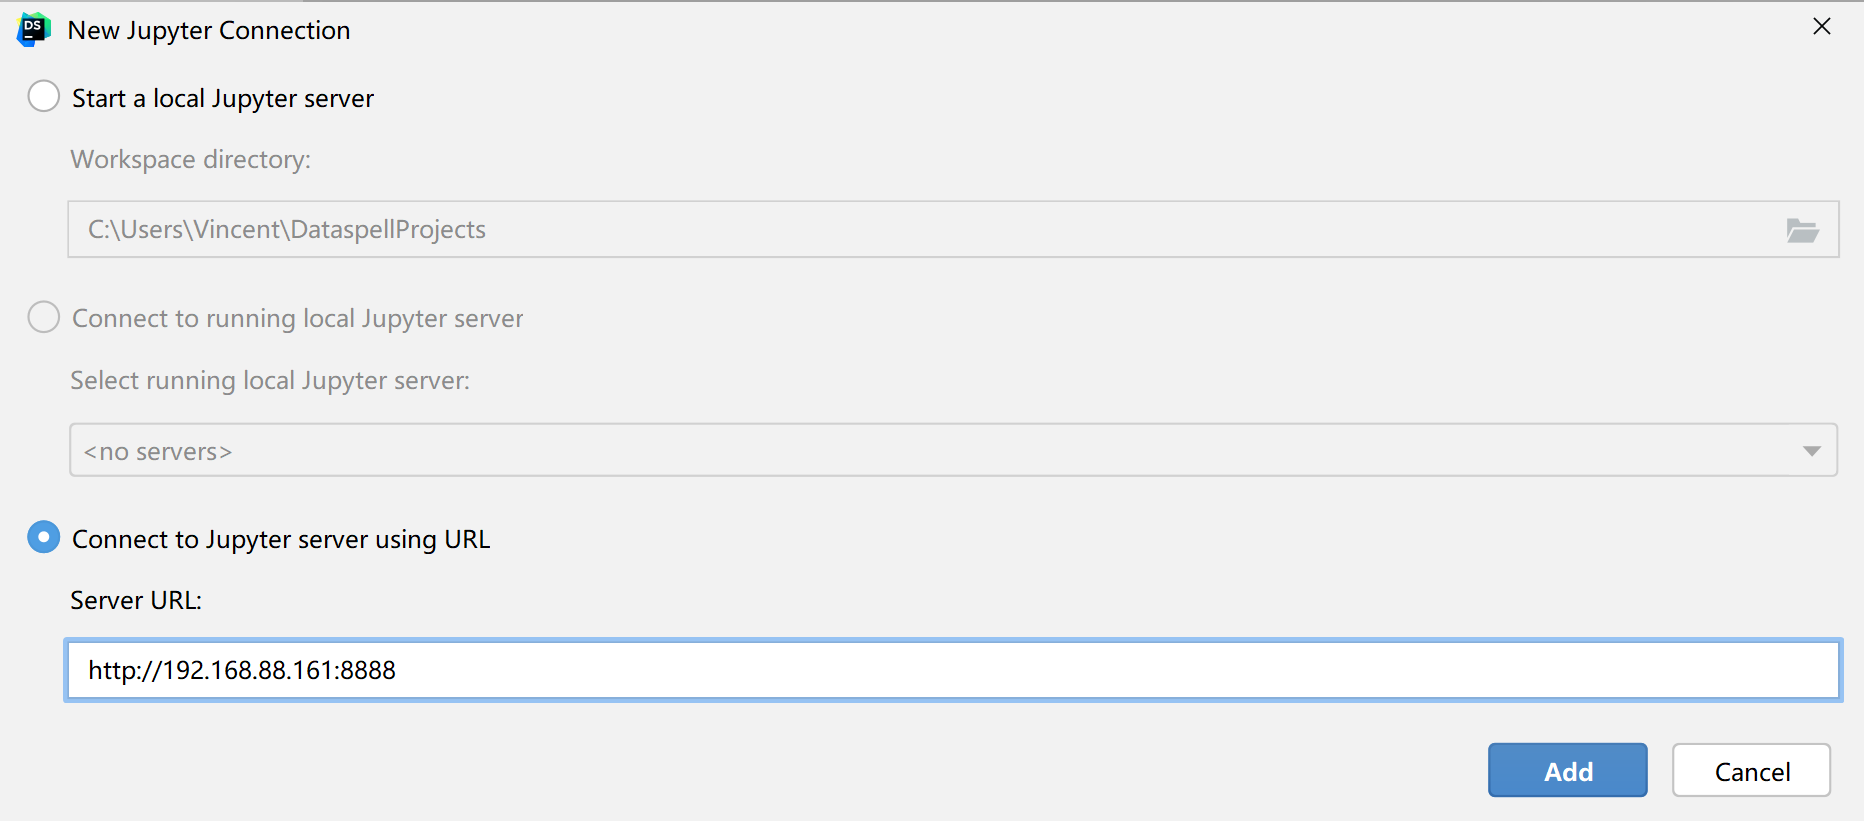 DS
New Jupyter Connection
Start a local Jupyter server
Workspace directory:
C:\Users\Vincent\DataspellProjects
Connect to running local Jupyter server
Select running local Jupyter server:
<no servers>
Connect to Jupyter server using URL
Server URL:
http://192.168.88.161:8888
Add Cancel